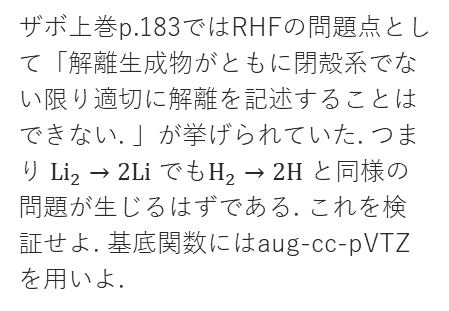 ザボ上巻p.183ではRHFの問題点とし
て「解離生成物がともに閉殻系でな
い限り適切に解離を記述することは
できない.」が挙げられていた. つま
り Li₂ → 2Li でもH₂ → 2H と同様の
問題が生じるはずである. これを検
証せよ. 基底関数にはaug-cc-pVTZ
を用いよ.